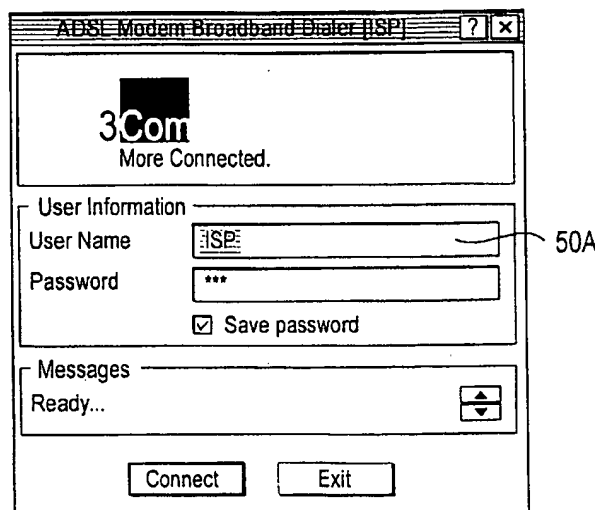 ADSL Modem Broadband Dialer [ISP] ? ×
3Com
More Connected.
User Information
User Name ISP 50A
Password ***
Save password
Messages
Ready...
Connect Exit